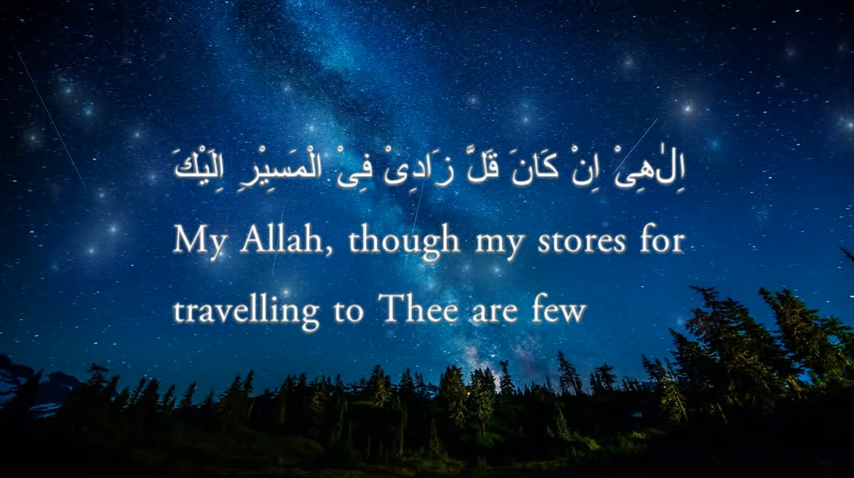 اِلٰهِىْ اِنْ كَانَ قَلَّ زَادِىْ فِىْ الْمَسِيْرِ اِلَيْكَ
My Allah, though my stores for
travelling to Thee are few